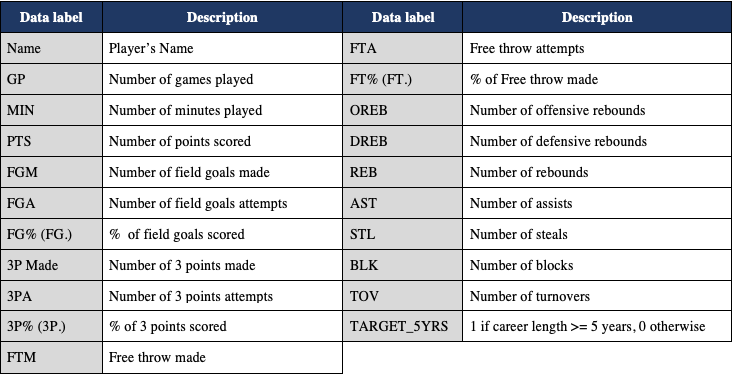 Data label Description Data label Description
Name Player's Name FTA Free throw attempts
GP Number of games played FT% (FT.) % of Free throw made
MIN Number of minutes played OREB Number of offensive rebounds
PTS Number of points scored DREB Number of defensive rebounds
FGM Number of field goals made REB Number of rebounds
FGA Number of field goals attempts AST Number of assists
FG% (FG.) % of field goals scored STL Number of steals
3P Made Number of 3 points made BLK Number of blocks
3PA Number of 3 points attempts TOV Number of turnovers
3P% (3P.) % of 3 points scored TARGET_5YRS 1 if career length >= 5 years, 0 otherwise
FTM Free throw made